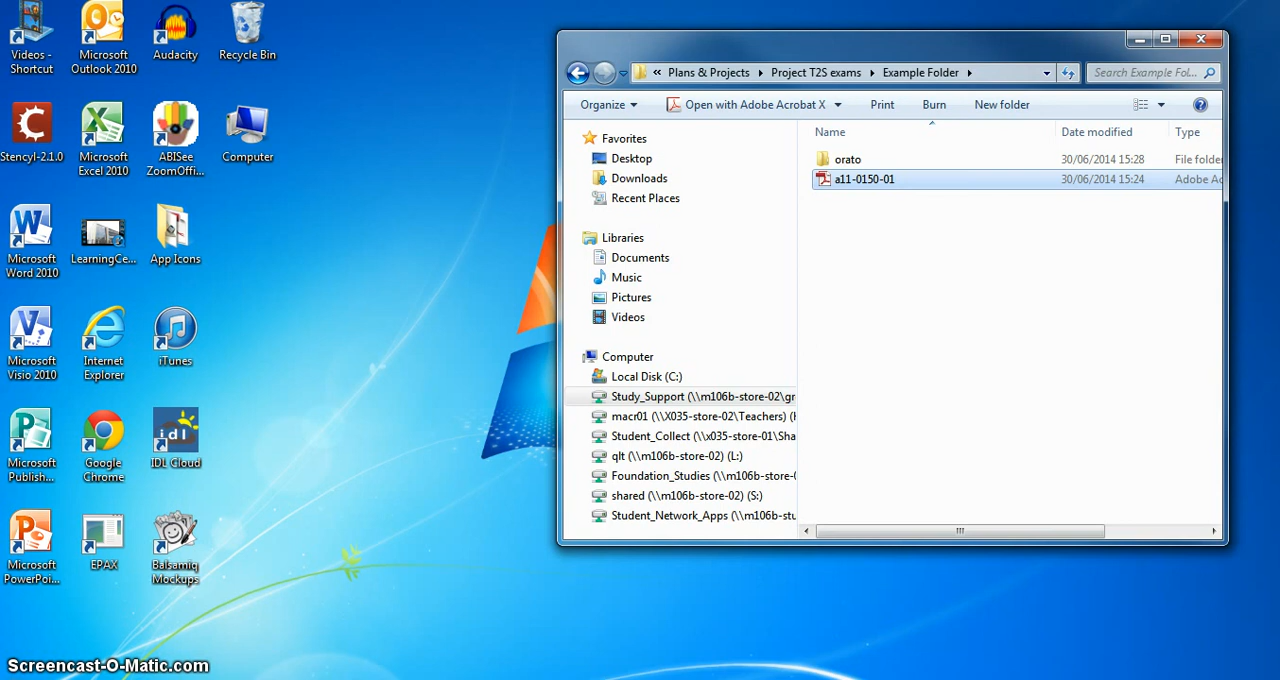 Videos -
Shortcut
Microsoft
Outlook 2010
Audacity
Recycle Bin
Stencyl-2.1.0
Microsoft
Excel 2010
ABISee
ZoomOffi...
Computer
Microsoft
Word 2010
LearningCe...
App Icons
Microsoft
Visio 2010
Internet
Explorer
iTunes
Microsoft
Publish...
Google
Chrome
idl
IDL Cloud
Microsoft
PowerPoi...
EPAX
Balsamiq
Mockups
« Plans & Projects Project T2S exams Example Folder
Search Example Fol...
Organize Open with Adobe Acrobat X Print Burn New folder
Favorites
Desktop
Downloads
Recent Places
Libraries
Documents
Music
Pictures
Videos
Computer
Local Disk (C:)
Study_Support (\\m106b-store-02\gr
macr01 (\\X035-store-02\Teachers) (H
Student_Collect (\\x035-store-01\Sha
qlt (\\m106b-store-02) (L:)
Foundation_Studies (\\m106b-store-0
shared (\\m106b-store-02) (S:)
Student_Network_Apps (\\m106b-stu
Name Date modified Type
orato 30/06/2014 15:28 File folder
a11-0150-01 30/06/2014 15:24 Adobe Ac
Screencast-O-Matic.com